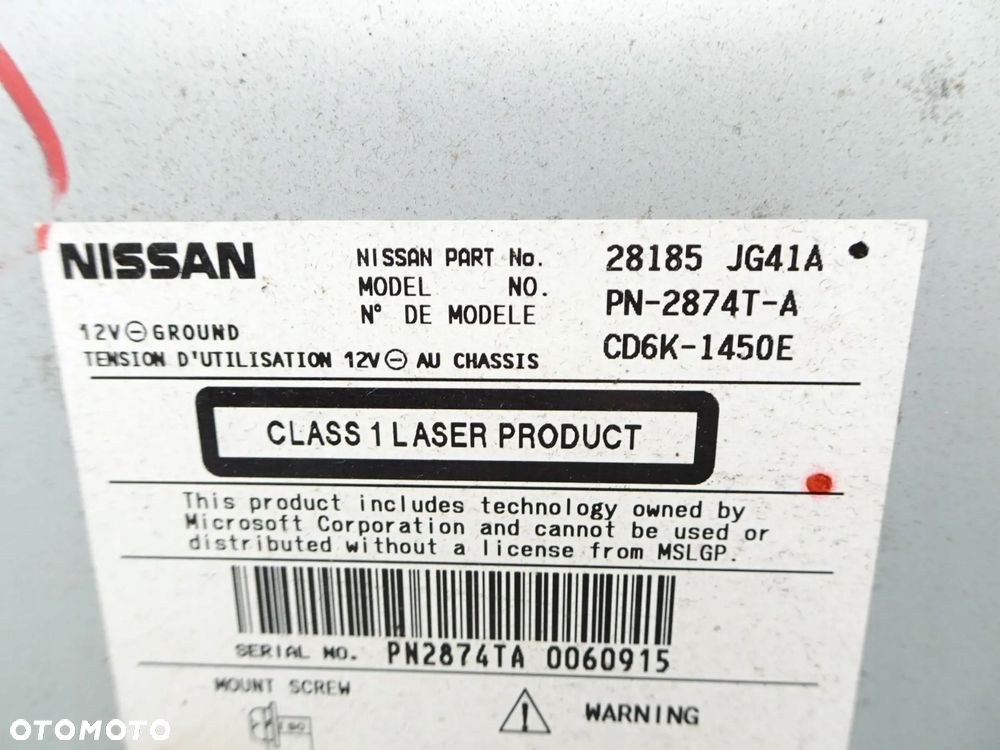 NISSAN
NISSAN PART No. 28185 JG41A
MODEL NO. PN-2874T-A
N° DE MODELE
CD6K-1450E
12V ⊖ GROUND
TENSION D'UTILISATION 12V ⊖ AU CHASSIS
CLASS 1 LASER PRODUCT
This product includes technology owned by
Microsoft Corporation and cannot be used or
distributed without a license from MSLGP.
SERIAL NO. PN2874TA 0060915
MOUNT SCREW
WARNING
OTOMOTO